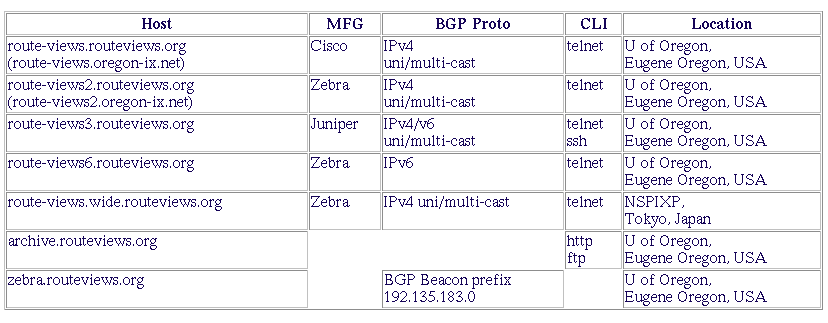 Host MFG BGP Proto CLI Location
route-views.routeviews.org Cisco IPv4 telnet U of Oregon,
(route-views.oregon-ix.net) uni/multi-cast Eugene Oregon, USA
route-views2.routeviews.org Zebra IPv4 telnet U of Oregon,
(route-views2.oregon-ix.net) uni/multi-cast Eugene Oregon, USA
route-views3.routeviews.org Juniper IPv4/v6 telnet U of Oregon,
uni/multi-cast ssh Eugene Oregon, USA
route-views6.routeviews.org Zebra IPv6 telnet U of Oregon,
Eugene Oregon, USA
route-views.wide.routeviews.org Zebra IPv4 uni/multi-cast telnet NSPIXP,
Tokyo, Japan
archive.routeviews.org http U of Oregon,
ftp Eugene Oregon, USA
zebra.routeviews.org BGP Beacon prefix U of Oregon,
192.135.183.0 Eugene Oregon, USA